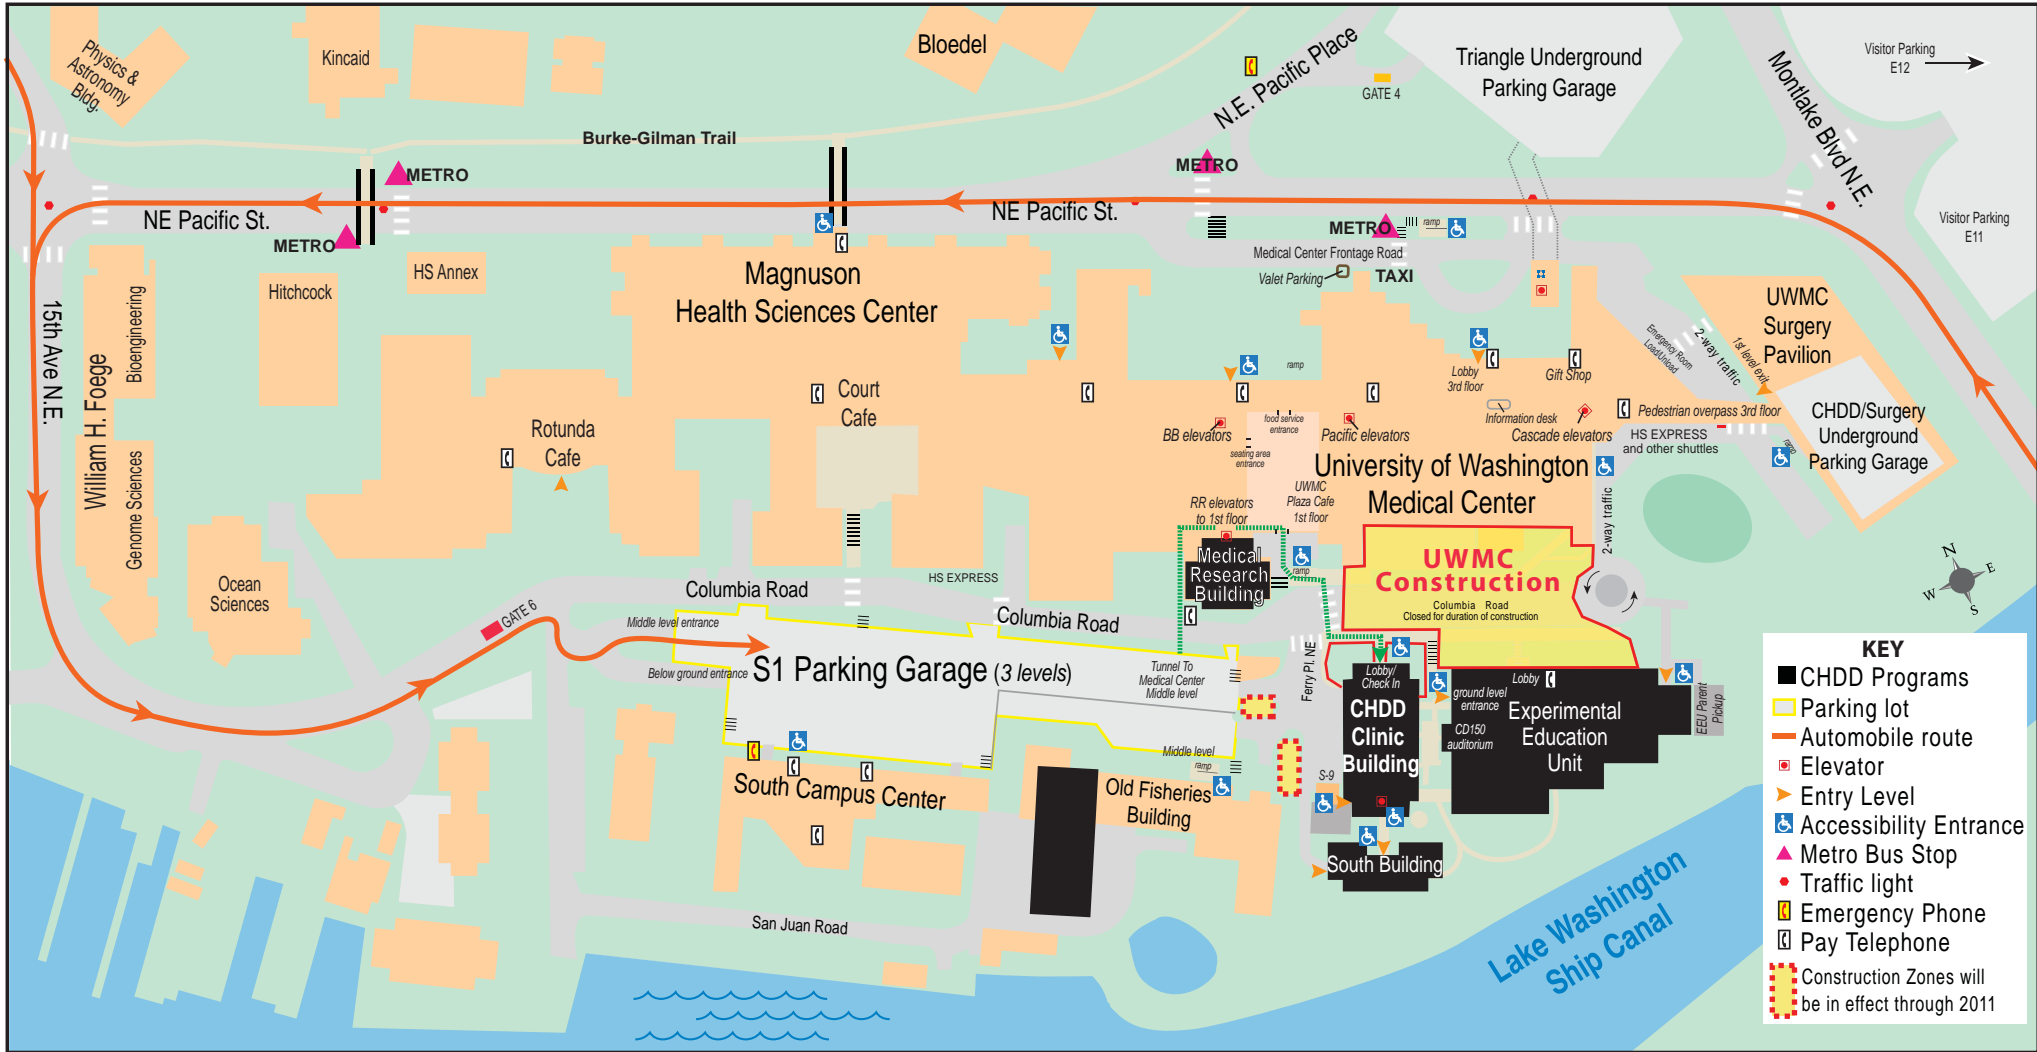 Physics &
Astronomy
Bldg.
Kincaid
Bloedel
N.E. Pacific Place
GATE 4
Triangle Underground
Parking Garage
Montlake Blvd N.E.
Visitor Parking
E12
Burke-Gilman Trail
METRO
METRO
NE Pacific St.
METRO
NE Pacific St.
METRO
ramp
Visitor Parking
E11
Medical Center Frontage Road
Valet Parking
TAXI
HS Annex
Hitchcock
Magnuson
Health Sciences Center
15th Ave N.E.
William H. Foege
Bioengineering
Genome Sciences
UWMC
Surgery
Pavilion
Emergency Room
Load/Unload
2-way traffic
1st level exit
ramp
Lobby
3rd floor
Gift Shop
Court
Cafe
Rotunda
Cafe
BB elevators
food service
entrance
seating area
entrance
Pacific elevators
Information desk
Cascade elevators
Pedestrian overpass 3rd floor
HS EXPRESS
and other shuttles
ramp
CHDD/Surgery
Underground
Parking Garage
University of Washington
Medical Center
UWMC
Plaza Cafe
1st floor
RR elevators
to 1st floor
2-way traffic
Medical
Research
Building
ramp
UWMC
Construction
Columbia Road
Closed for duration of construction
N
E
W
S
Ocean
Sciences
GATE 6
Columbia Road
HS EXPRESS
Columbia Road
Middle level entrance
Below ground entrance
S1 Parking Garage (3 levels)
Tunnel To
Medical Center
Middle level
Ferry Pl. NE
Lobby/
Check In
CHDD
Clinic
Building
ground level
entrance
CD150
auditorium
Lobby
Experimental
Education
Unit
EEU Parent
Pickup
Middle level
ramp
S-9
South Campus Center
Old Fisheries
Building
South Building
San Juan Road
Lake Washington
Ship Canal
KEY
CHDD Programs
Parking lot
Automobile route
Elevator
Entry Level
Accessibility Entrance
Metro Bus Stop
Traffic light
Emergency Phone
Pay Telephone
Construction Zones will
be in effect through 2011